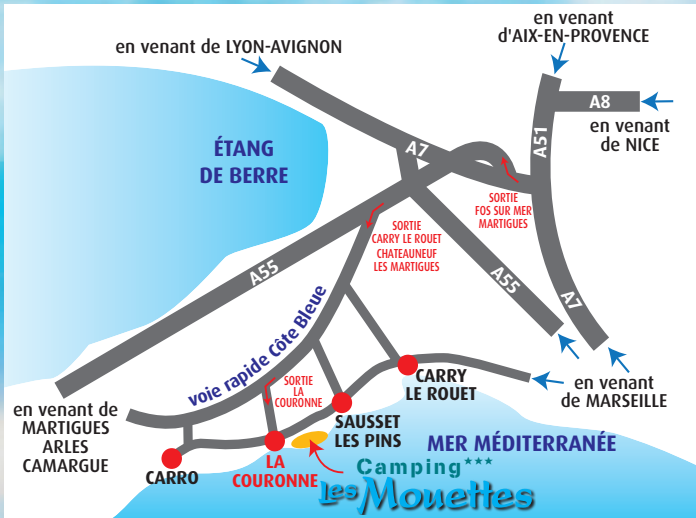 en venant de LYON-AVIGNON
en venant
d'AIX-EN-PROVENCE
A8
en venant
de NICE
A51
A7
ÉTANG
DE BERRE
SORTIE
FOS SUR MER
MARTIGUES
SORTIE
CARRY LE ROUET
CHATEAUNEUF
LES MARTIGUES
A55
A55
A7
voie rapide Côte Bleue
SORTIE
LA
COURONNE
CARRY
LE ROUET
en venant
de MARSEILLE
en venant de
MARTIGUES
ARLES
CAMARGUE
SAUSSET
LES PINS
MER MÉDITERRANÉE
CARRO
LA
COURONNE
Camping ***
Les Mouettes